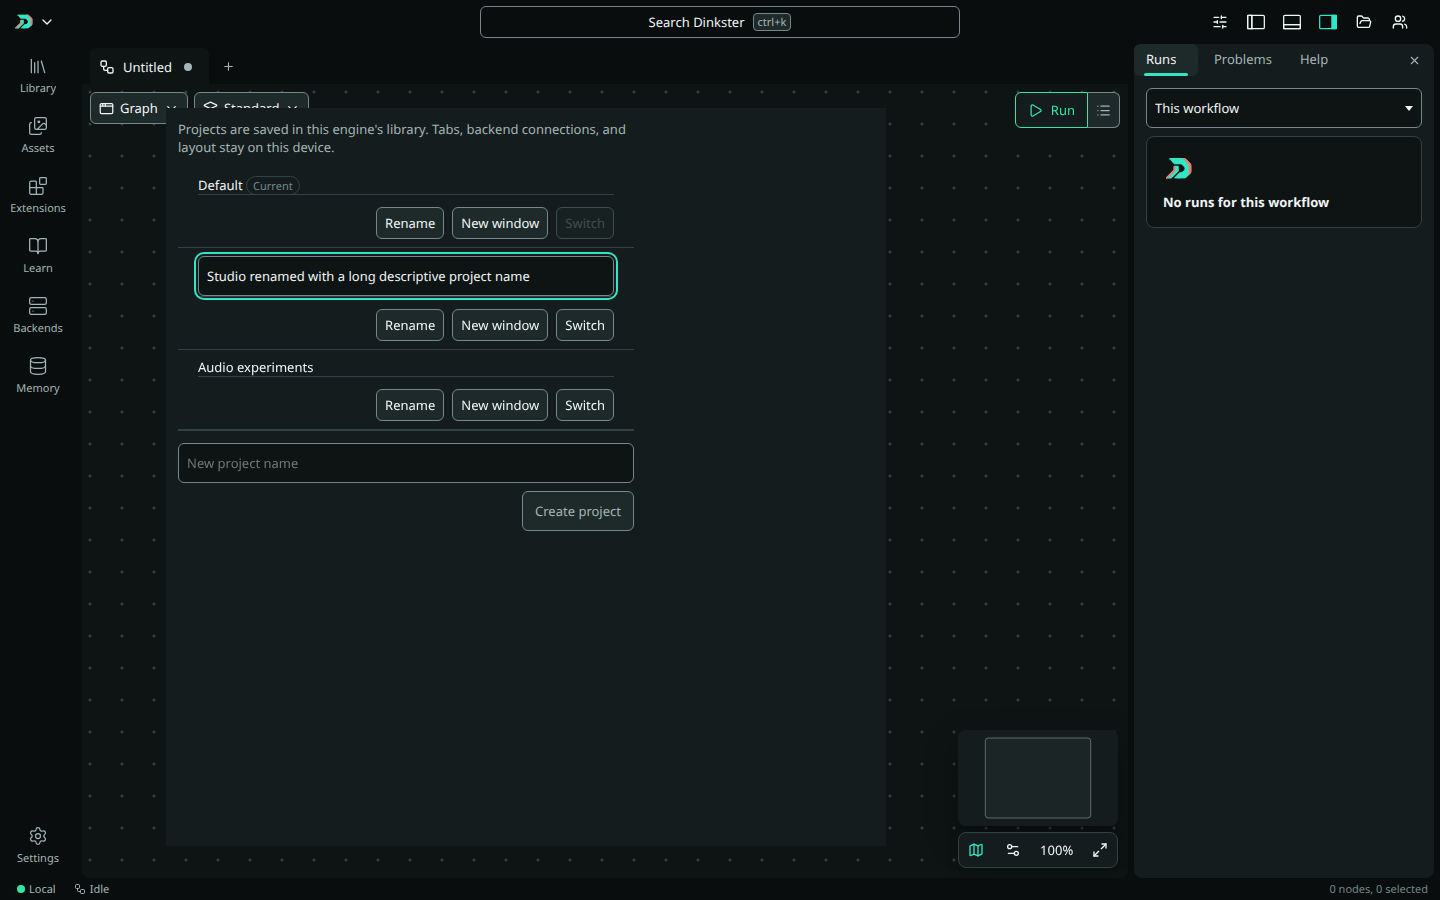 Search Dinkster ctrl+k
Library
Assets
Extensions
Learn
Backends
Memory
Settings
Untitled
Graph
Standard
Run
Projects are saved in this engine's library. Tabs, backend connections, and
layout stay on this device.
Default Current
Rename New window Switch
Studio renamed with a long descriptive project name
Rename New window Switch
Audio experiments
Rename New window Switch
New project name
Create project
100%
Runs Problems Help
This workflow
No runs for this workflow
Local Idle
0 nodes, 0 selected